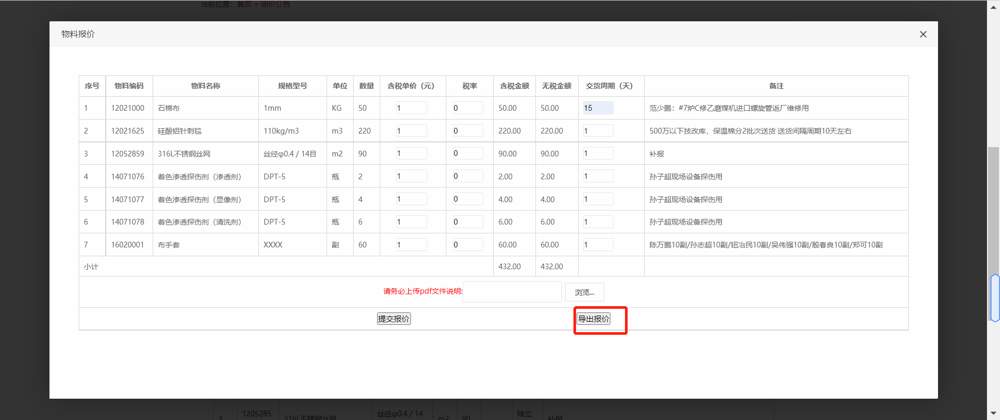 当前位置：首页 > 询价公告
物料报价
序号 物料编码 物料名称 规格型号 单位 数量 含税单价（元） 税率 含税金额 无税金额 交货周期（天） 备注
1 12021000 石棉布 1mm KG 50 1 0 50.00 50.00 15 范少鹏：#7炉C修乙磨煤机进口螺旋管返厂维修用
2 12021625 硅酸铝针刺毯 110kg/m3 m3 220 1 0 220.00 220.00 1 500万以下技改库，保温棉分2批次送货 送货间隔周期10天左右
3 12052859 316L不锈钢丝网 丝经φ0.4 / 14目 m2 90 1 0 90.00 90.00 1 补报
4 14071076 着色渗透探伤剂（渗透剂） DPT-5 瓶 2 1 0 2.00 2.00 1 孙子超现场设备探伤用
5 14071077 着色渗透探伤剂（显像剂） DPT-5 瓶 4 1 0 4.00 4.00 1 孙子超现场设备探伤用
6 14071078 着色渗透探伤剂（清洗剂） DPT-5 瓶 6 1 0 6.00 6.00 1 孙子超现场设备探伤用
7 16020001 布手套 XXXX 副 60 1 0 60.00 60.00 1 陈万鹏10副/孙志超10副/钮冶民10副/吴伟强10副/殷春良10副/郑可10副
小计 432.00 432.00
请务必上传pdf文件说明: 浏览...
提交报价 导出报价
1205285 丝经φ0.4 / 14 陆立
3 316L不锈钢丝网 m2 90 补报